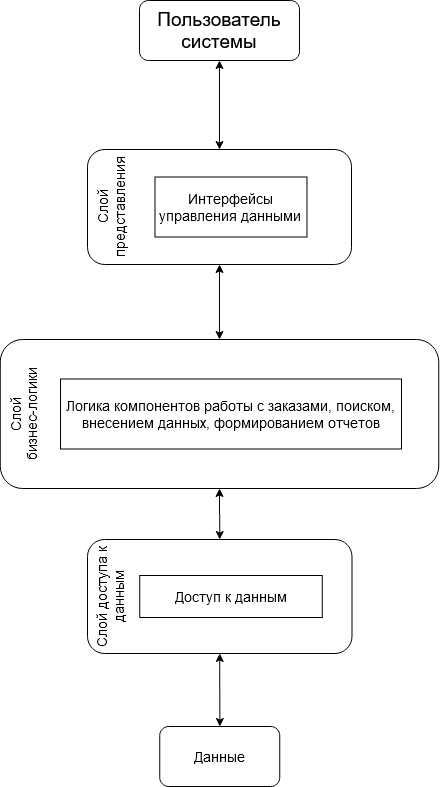 Пользователь
системы
Слой
представления
Интерфейсы
управления данными
Слой
бизнес-логики
Логика компонентов работы с заказами, поиском,
внесением данных, формированием отчетов
Слой доступа к
данным
Доступ к данным
Данные